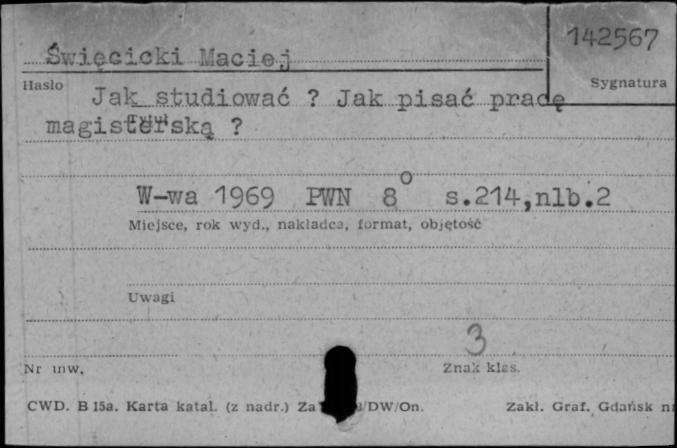 142567
Święcicki Maciej
Hasło
Sygnatura
Jak studiować ? Jak pisać pracę
magisterską ?
W-wa 1969 PWN 8° s.214,nlb.2
Miejsce, rok wyd., nakładca, format, objętość
Uwagi
3
Nr inw.
Znak klas.
CWD. B 15a. Karta katal. (z nadr.) Za /DW/On.
Zakł. Graf. Gdańsk